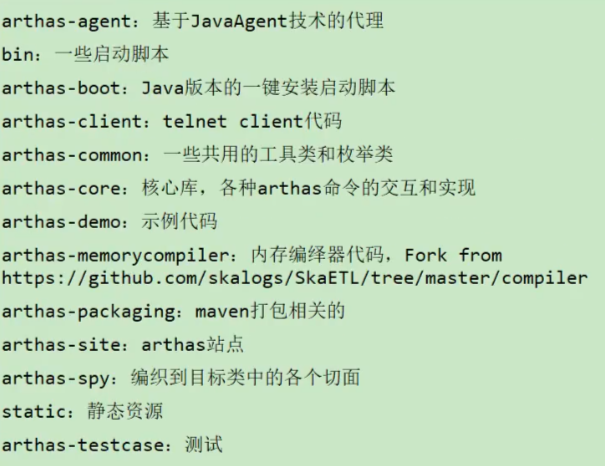 arthas-agent：基于JavaAgent技术的代理
bin：一些启动脚本
arthas-boot：Java版本的一键安装启动脚本
arthas-client：telnet client代码
arthas-common：一些共用的工具类和枚举类
arthas-core：核心库，各种arthas命令的交互和实现
arthas-demo：示例代码
arthas-memorycompiler：内存编绎器代码，Fork from
https://github.com/skalogs/SkaETL/tree/master/compiler
arthas-packaging：maven打包相关的
arthas-site：arthas站点
arthas-spy：编织到目标类中的各个切面
static：静态资源
arthas-testcase：测试